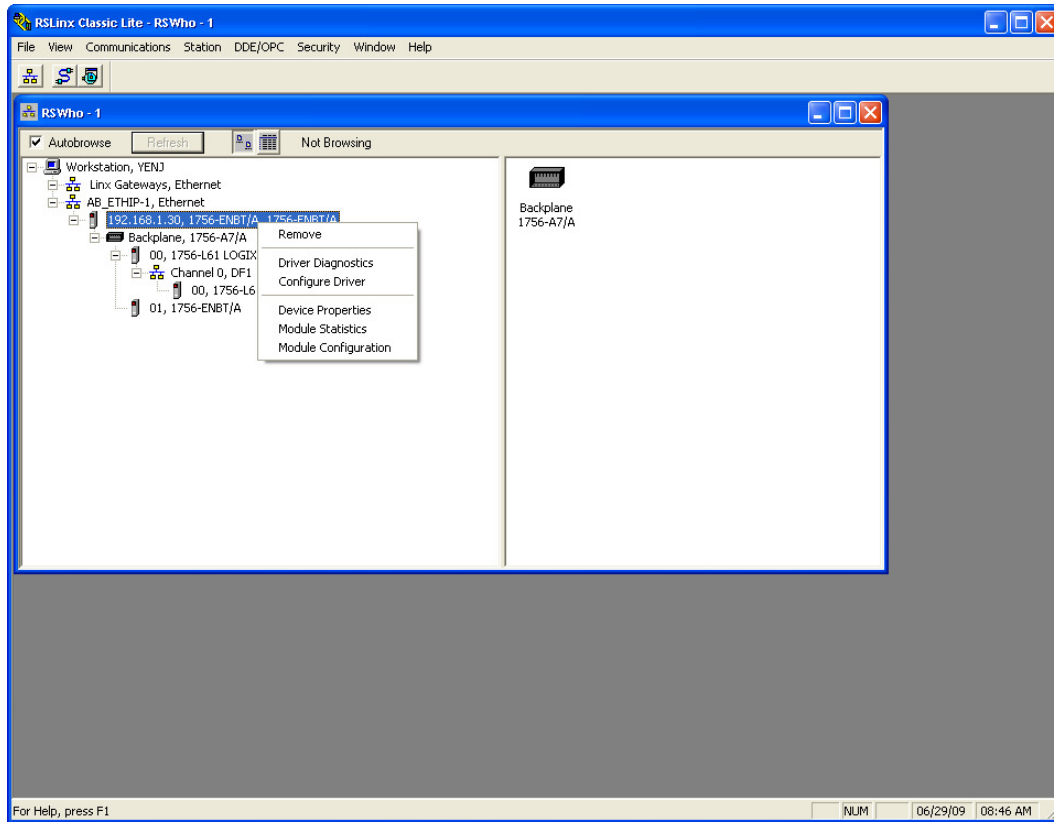 RSLinx Classic Lite - RSWho - 1
File View Communications Station DDE/OPC Security Window Help
RSWho - 1
Autobrowse Refresh Not Browsing
Workstation, YENJ
Linx Gateways, Ethernet
AB_ETHIP-1, Ethernet
192.168.1.30, 1756-ENBT/A, 1756-ENBT/A
Backplane, 1756-A7/A
00, 1756-L61 LOGIX
Channel 0, DF1
00, 1756-L6
01, 1756-ENBT/A
Remove
Driver Diagnostics
Configure Driver
Device Properties
Module Statistics
Module Configuration
Backplane
1756-A7/A
For Help, press F1
NUM 06/29/09 08:46 AM